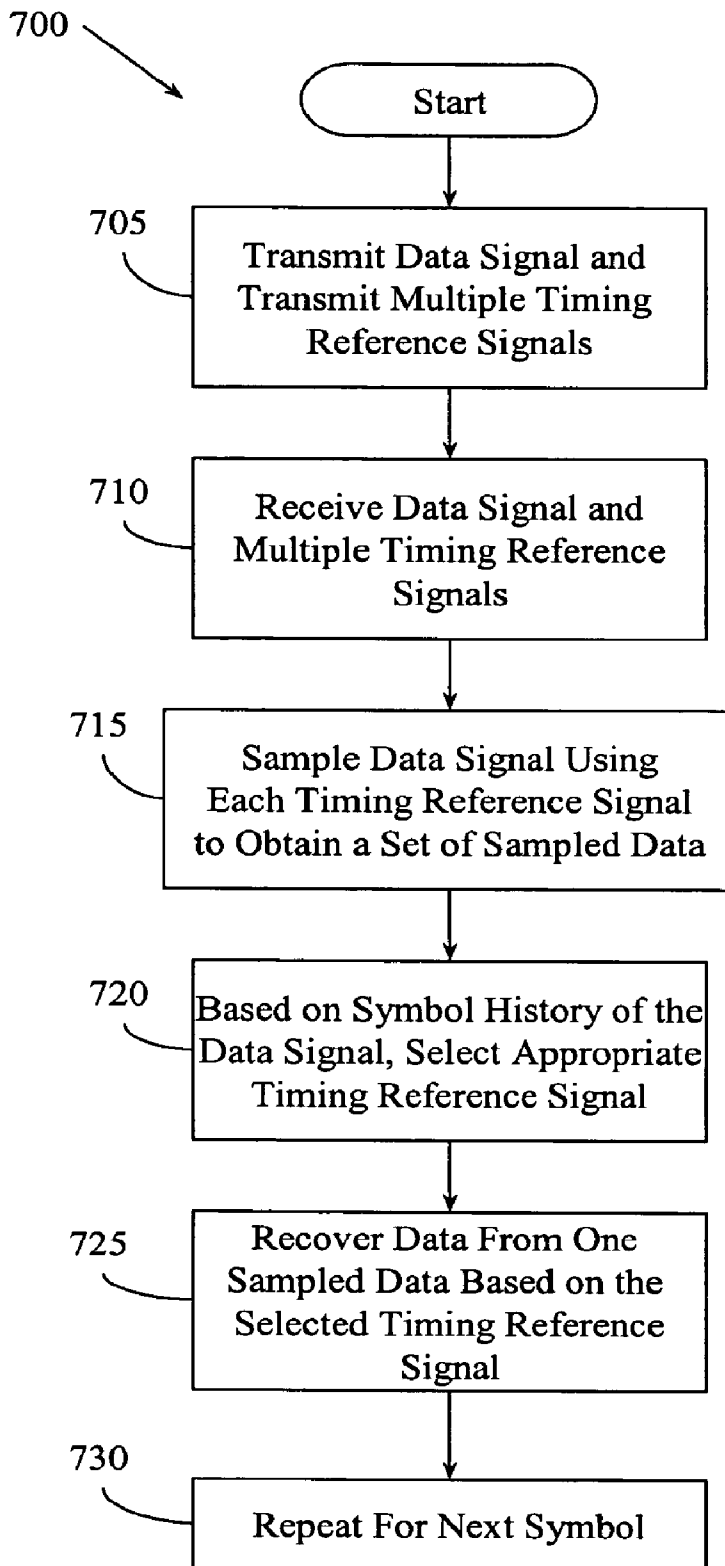 700
Start
705
Transmit Data Signal and
Transmit Multiple Timing
Reference Signals
710
Receive Data Signal and
Multiple Timing Reference
Signals
715
Sample Data Signal Using
Each Timing Reference Signal
to Obtain a Set of Sampled Data
720
Based on Symbol History of the
Data Signal, Select Appropriate
Timing Reference Signal
725
Recover Data From One
Sampled Data Based on the
Selected Timing Reference
Signal
730
Repeat For Next Symbol